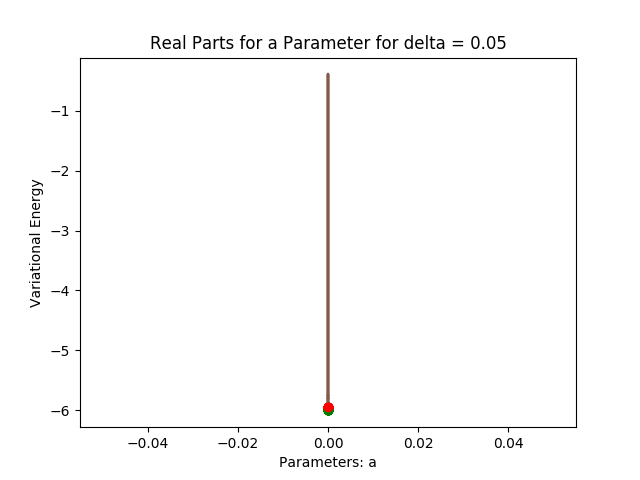 Real Parts for a Parameter for delta = 0.05
Variational Energy
−1
−2
−3
−4
−5
−6
−0.04 −0.02 0.00 0.02 0.04
Parameters: a